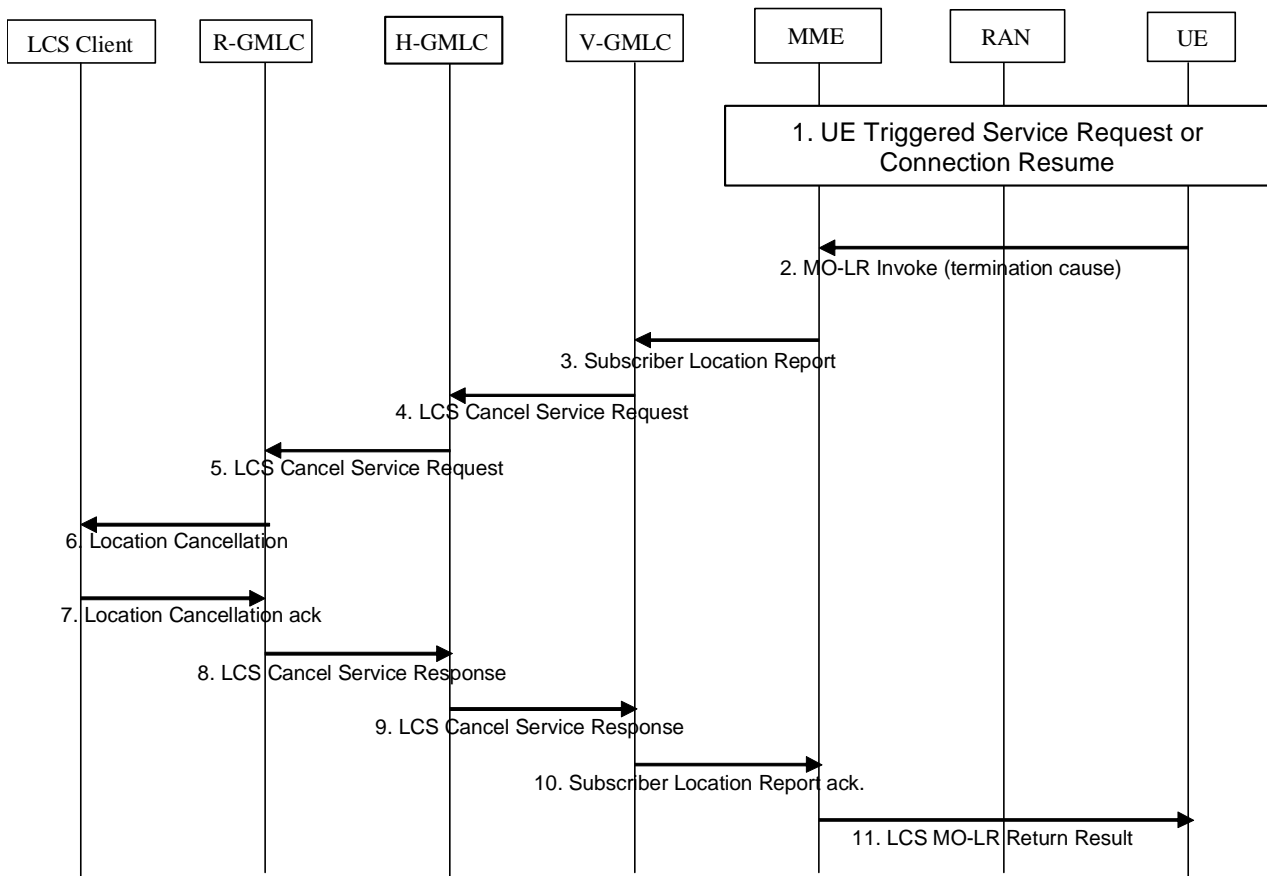 LCS Client
R-GMLC
H-GMLC
V-GMLC
MME
RAN
UE
1. UE Triggered Service Request or
Connection Resume
2. MO-LR Invoke (termination cause)
3. Subscriber Location Report
4. LCS Cancel Service Request
5. LCS Cancel Service Request
6. Location Cancellation
7. Location Cancellation ack
8. LCS Cancel Service Response
9. LCS Cancel Service Response
10. Subscriber Location Report ack.
11. LCS MO-LR Return Result